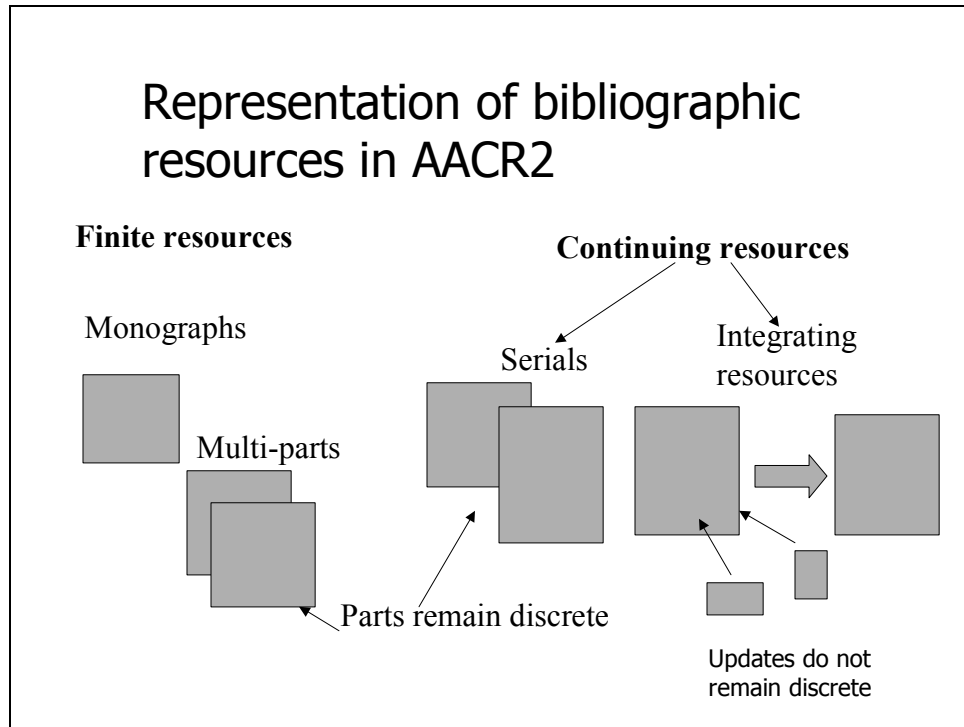 Representation of bibliographic
resources in AACR2
Finite resources
Continuing resources
Monographs
Multi-parts
Serials
Integrating
resources
Parts remain discrete
Updates do not
remain discrete